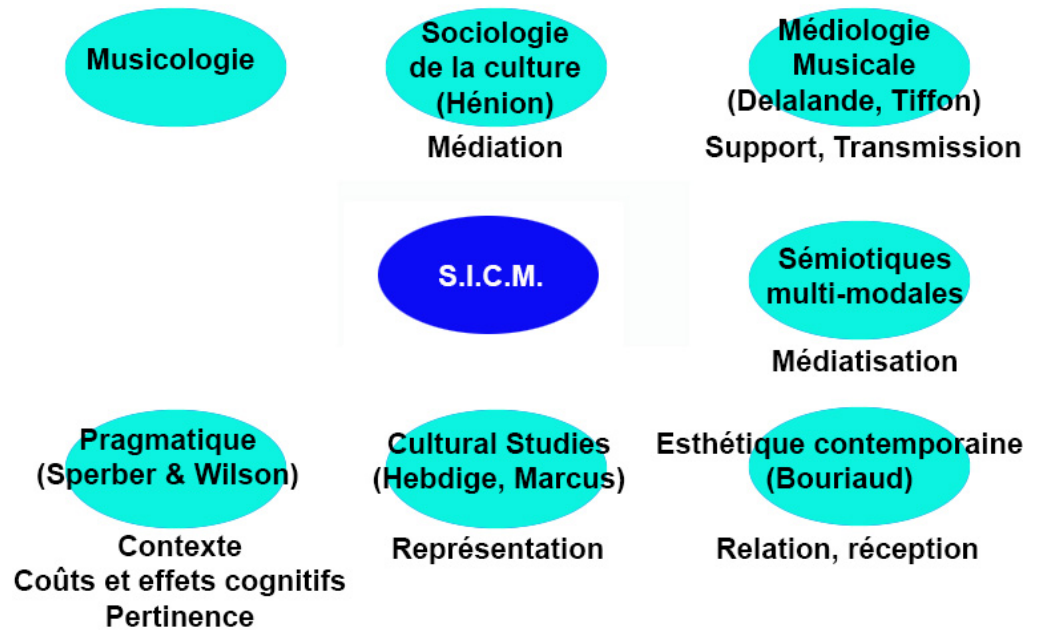 Musicologie
Sociologie
de la culture
(Hénion)
Médiation
Médiologie
Musicale
(Delalande, Tiffon)
Support, Transmission
S.I.C.M.
Sémiotiques
multi-modales
Médiatisation
Pragmatique
(Sperber & Wilson)
Contexte
Coûts et effets cognitifs
Pertinence
Cultural Studies
(Hebdige, Marcus)
Représentation
Esthétique contemporaine
(Bouriaud)
Relation, réception